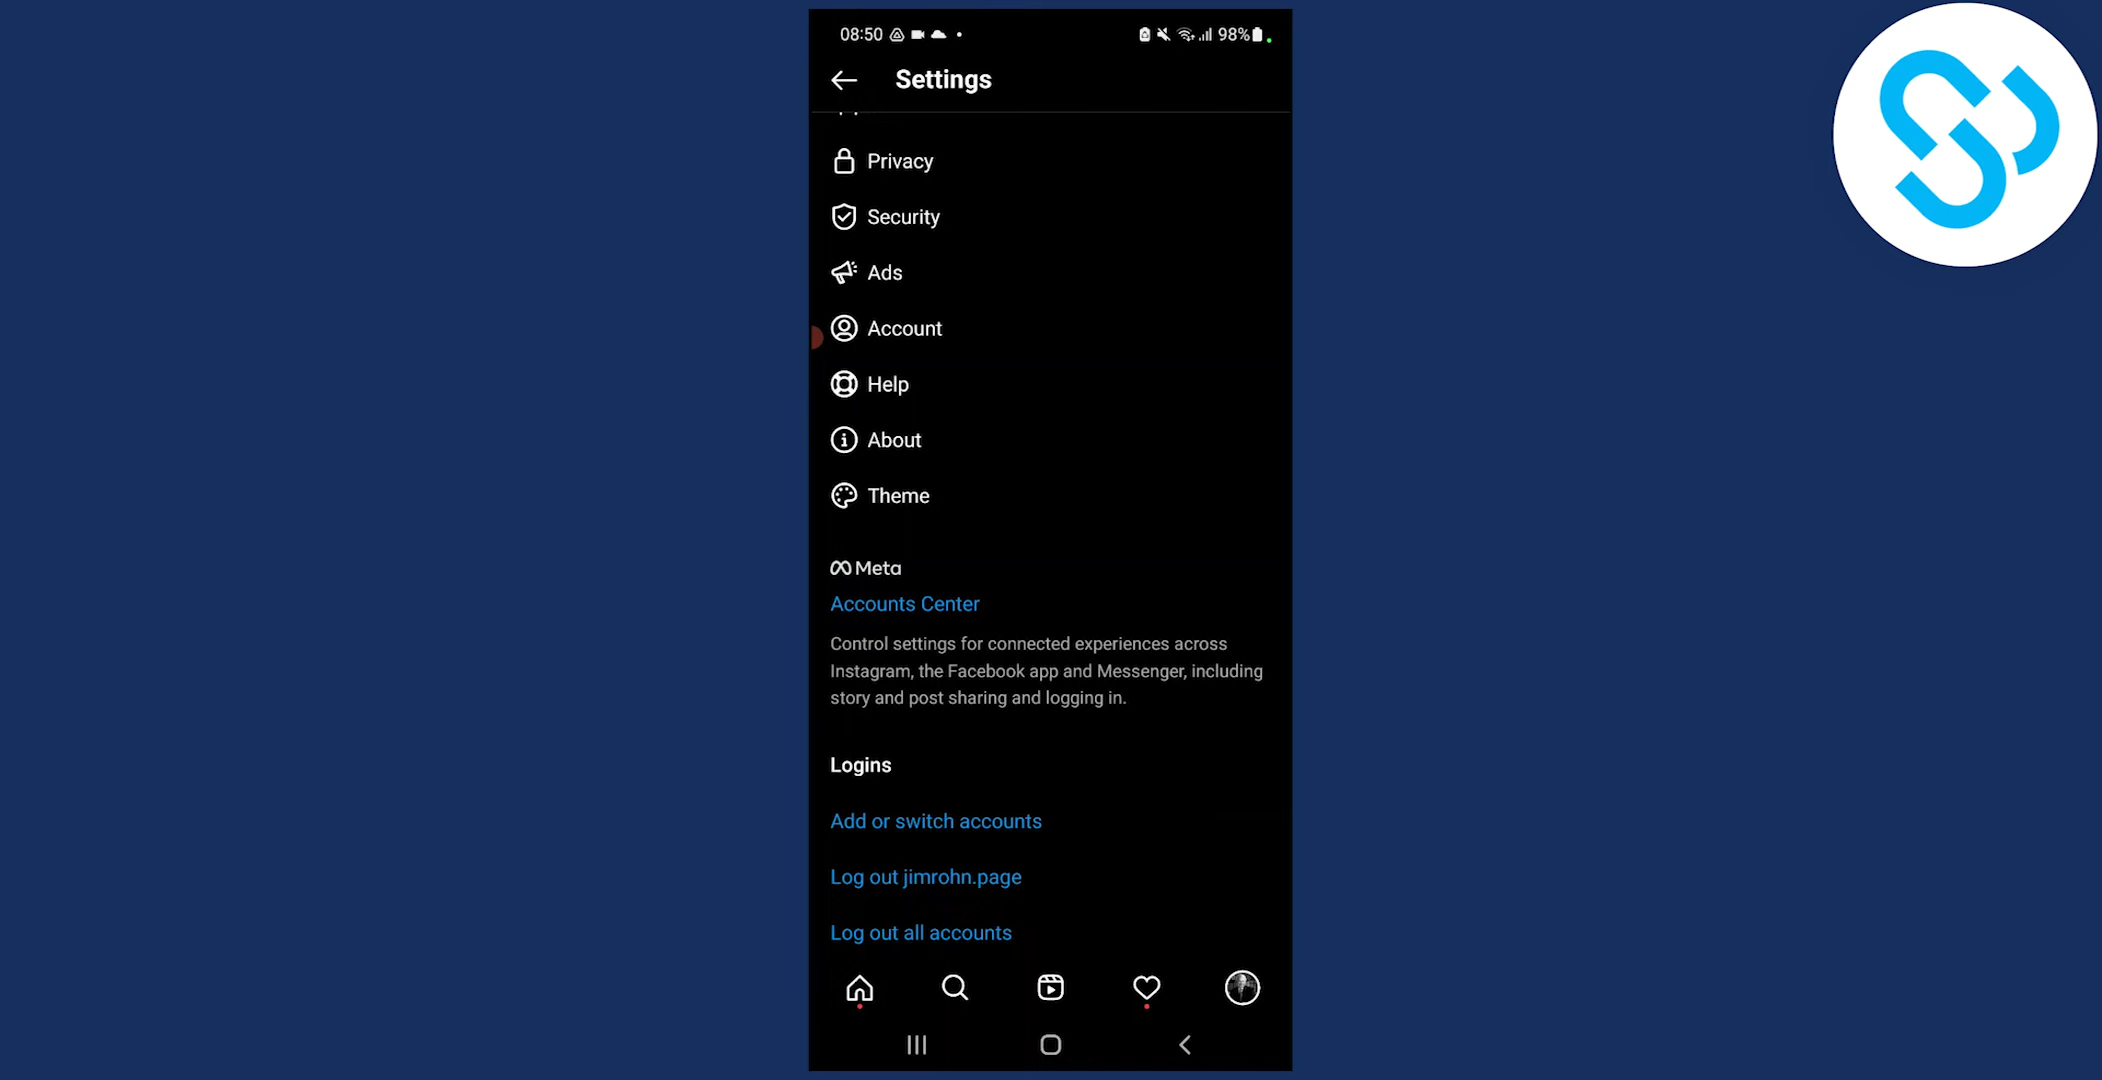 08:50 98%
Settings
Privacy
Security
Ads
Account
Help
About
Theme
Meta
Accounts Center
Control settings for connected experiences across
Instagram, the Facebook app and Messenger, including
story and post sharing and logging in.
Logins
Add or switch accounts
Log out jimrohn.page
Log out all accounts